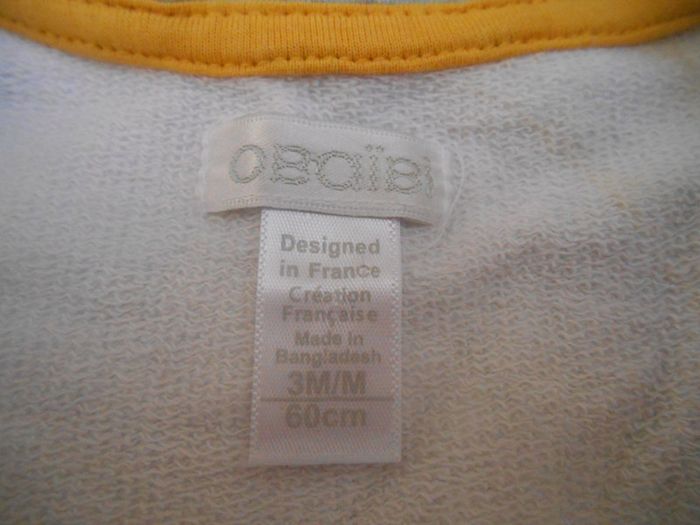 OBaïBi
Designed
in France
Création
Française
Made in
Bangladesh
3M/M
60cm